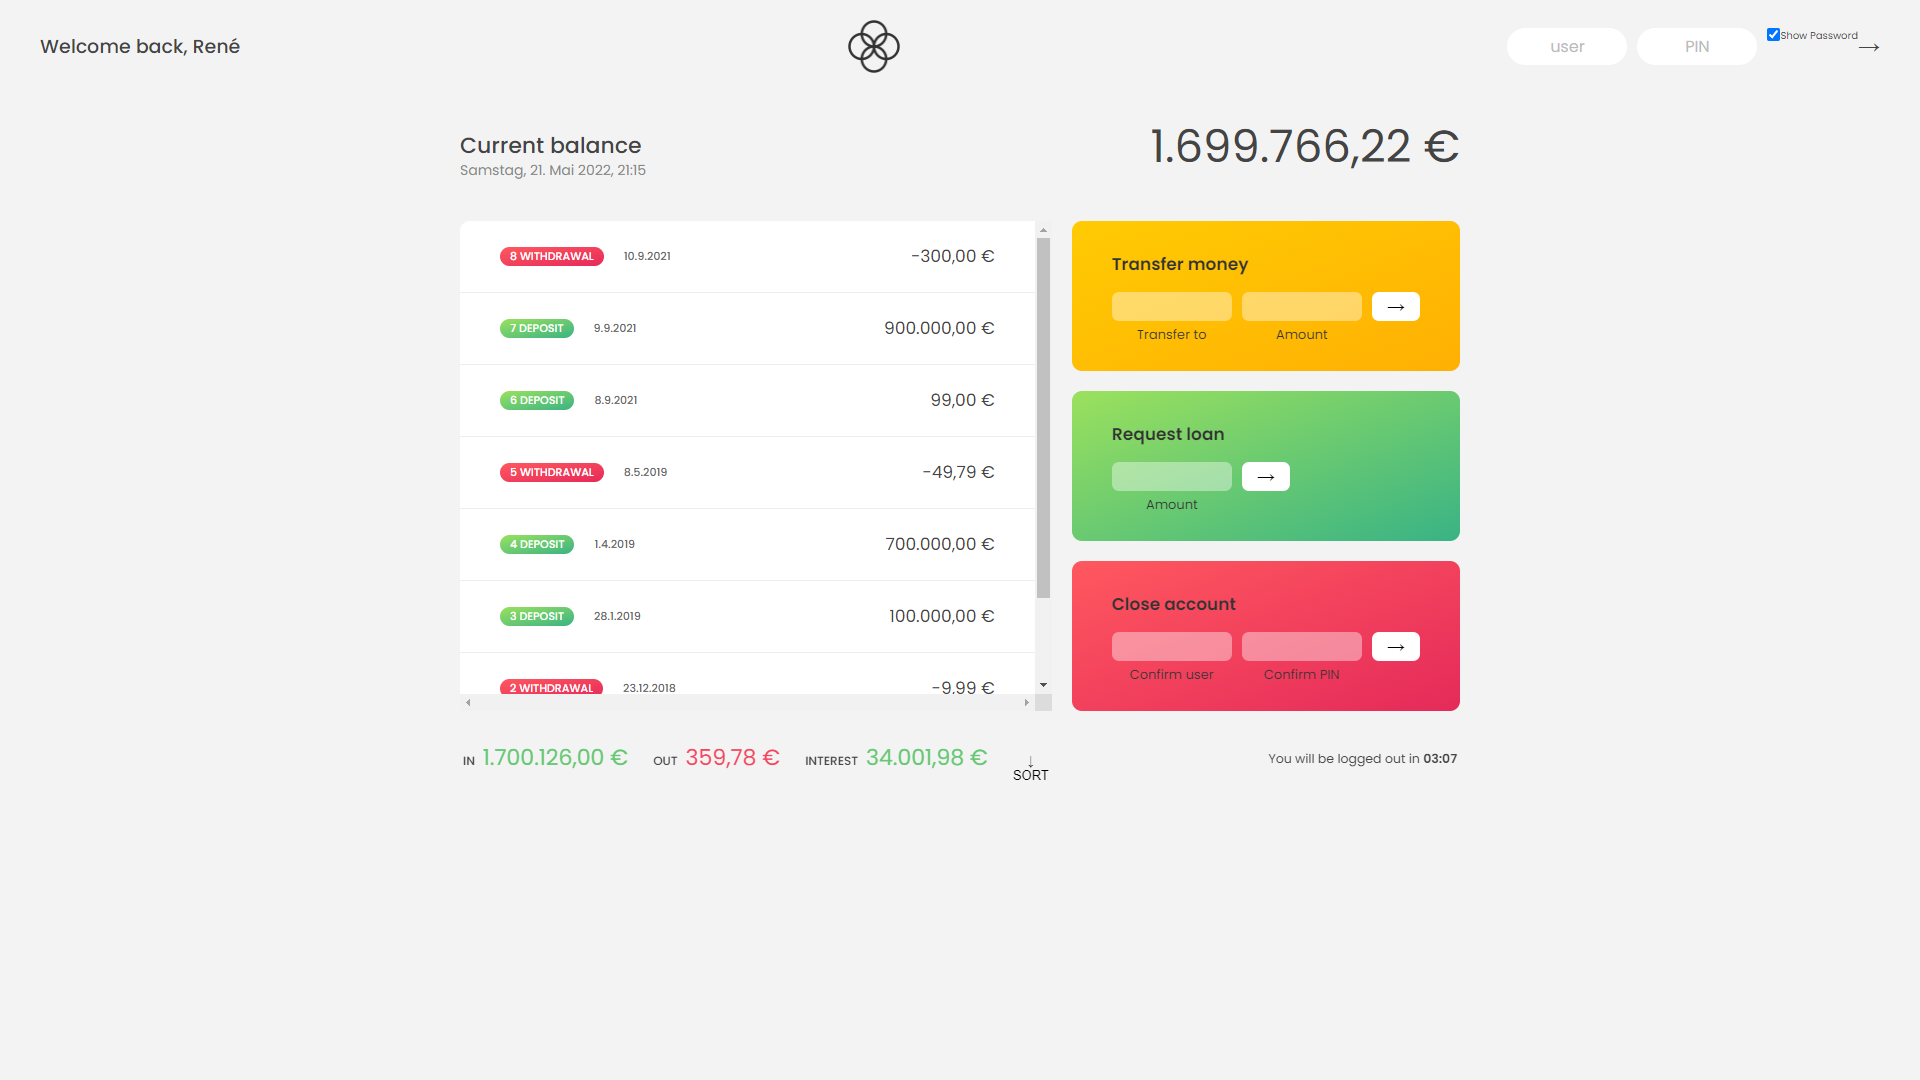 Welcome back, René
user
PIN
Show Password
→
Current balance
Samstag, 21. Mai 2022, 21:15
1.699.766,22 €
8 WITHDRAWAL 10.9.2021 -300,00 €
7 DEPOSIT 9.9.2021 900.000,00 €
6 DEPOSIT 8.9.2021 99,00 €
5 WITHDRAWAL 8.5.2019 -49,79 €
4 DEPOSIT 1.4.2019 700.000,00 €
3 DEPOSIT 28.1.2019 100.000,00 €
2 WITHDRAWAL 23.12.2018 -9,99 €
Transfer money
→
Transfer to Amount
Request loan
→
Amount
Close account
→
Confirm user Confirm PIN
IN 1.700.126,00 € OUT 359,78 € INTEREST 34.001,98 €
↓
SORT
You will be logged out in 03:07